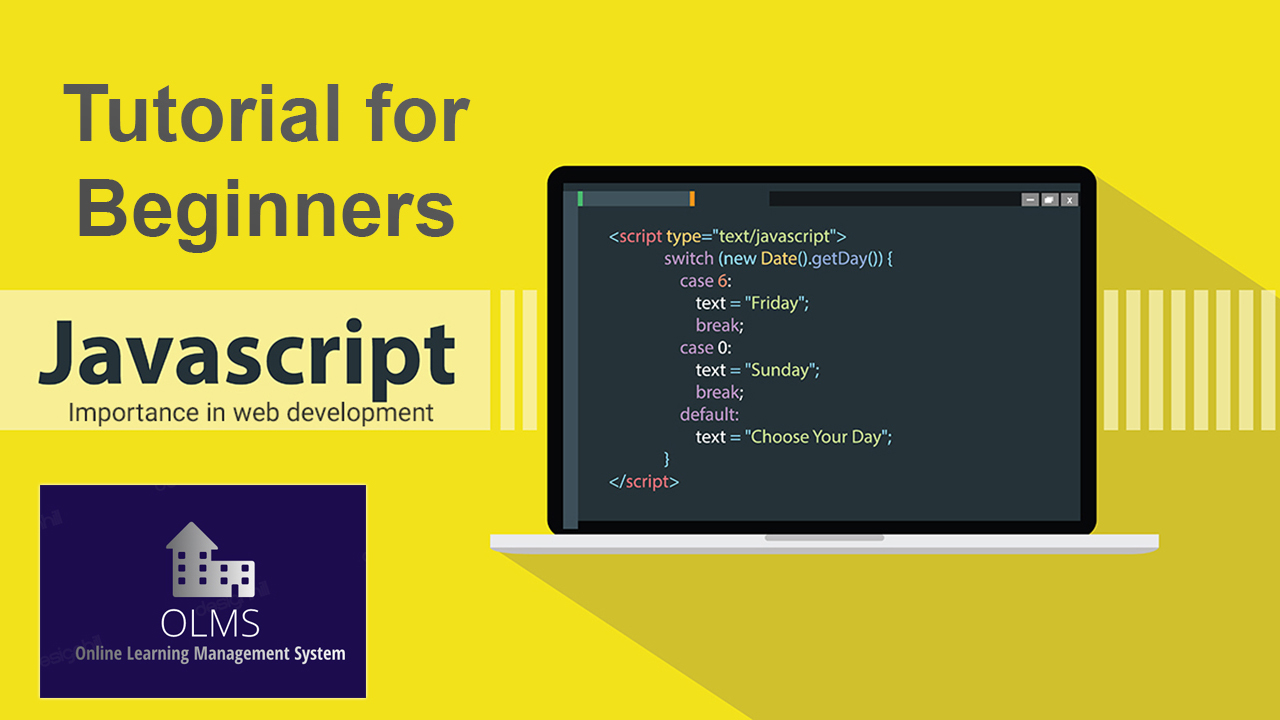 Tutorial for
Beginners
Javascript
Importance in web development
<script type="text/javascript">
switch (new Date().getDay()) {
case 6:
text = "Friday";
break;
case 0:
text = "Sunday";
break;
default:
text = "Choose Your Day";
}
</script>
x
OLMS
Online Learning Management System